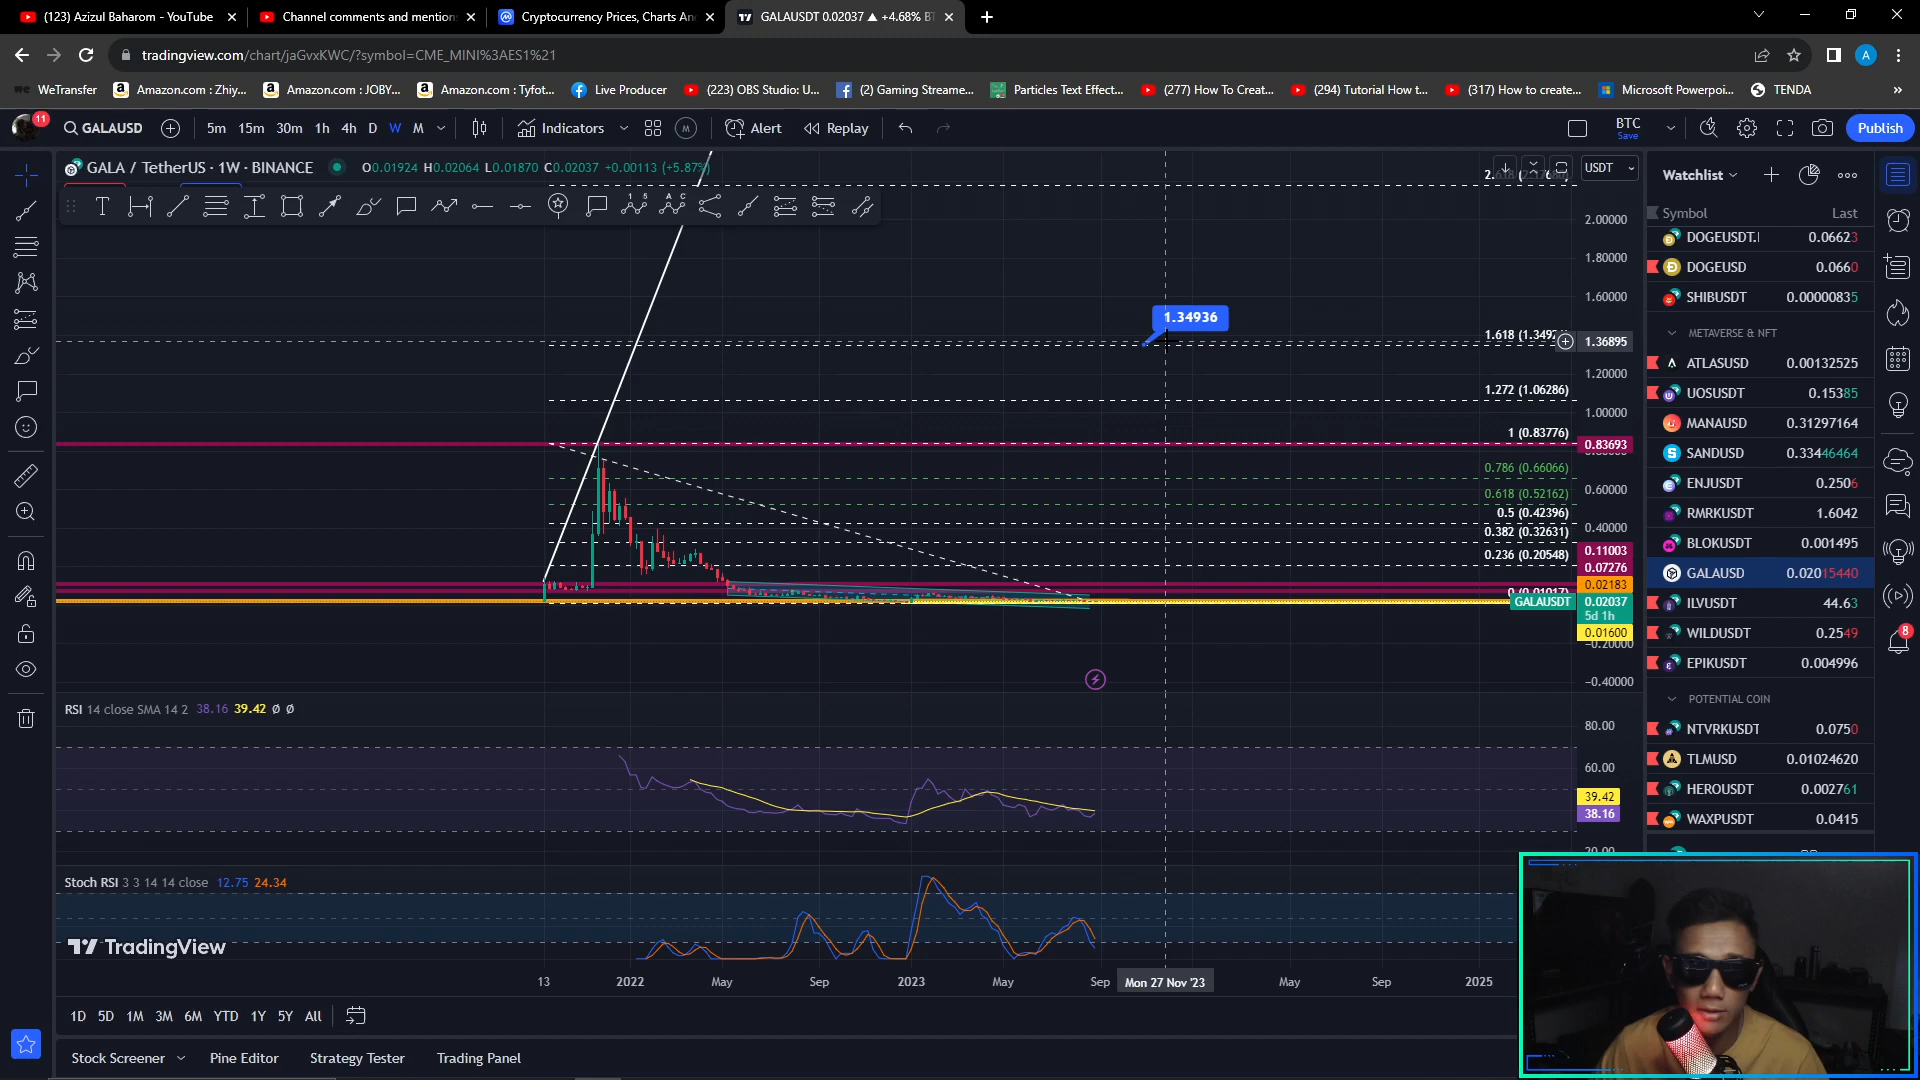 (123) Azizul Baharom - YouTube
Channel comments and mention
Cryptocurrency Prices, Charts An
GALAUSDT 0.02037 ▲ +4.68% BT
tradingview.com/chart/jaGvxKWC/?symbol=CME_MINI%3AES1%21
A
we WeTransfer
Amazon.com : Zhiy...
Amazon.com : JOBY...
Amazon.com : Tyfot...
Live Producer
(223) OBS Studio: U...
(2) Gaming Streame...
Particles Text Effect...
(277) How To Creat...
(294) Tutorial How t...
(317) How to create...
Microsoft Powerpoi...
TENDA
»
11
GALAUSD
5m 15m 30m 1h 4h D W M
Indicators
M
Alert
Replay
BTC
Save
Publish
GALA / TetherUS · 1W · BINANCE
O0.01924 H0.02064 L0.01870 C0.02037 +0.00113 (+5.87%)
USDT
2.00000
1.80000
1.60000
1.34936
1.618 (1.349
1.36895
1.20000
1.272 (1.06286)
1.00000
1 (0.83776)
0.83693
0.786 (0.66066)
0.618 (0.52162)
0.60000
0.5 (0.42396)
0.40000
0.382 (0.32631)
0.236 (0.20548)
0.11003
0.07276
0.02183
0 (0.01017)
GALAUSDT
0.02037
5d 1h
0.01600
−0.20000
−0.40000
RSI 14 close SMA 14 2 38.16 39.42 Ø Ø
80.00
60.00
39.42
38.16
20.00
Stoch RSI 3 3 14 14 close 12.75 24.34
TradingView
13
2022
May
Sep
2023
May
Sep
Mon 27 Nov '23
May
Sep
2025
1D 5D 1M 3M 6M YTD 1Y 5Y All
Stock Screener
Pine Editor
Strategy Tester
Trading Panel
Watchlist
Symbol
Last
DOGEUSDT.I 0.06623
DOGEUSD 0.0660
SHIBUSDT 0.00000835
METAVERSE & NFT
ATLASUSD 0.00132525
UOSUSDT 0.15385
MANAUSD 0.31297164
SANDUSD 0.33446464
ENJUSDT 0.2506
RMRKUSDT 1.6042
BLOKUSDT 0.001495
GALAUSD 0.02015440
ILVUSDT 44.63
WILDUSDT 0.2549
EPIKUSDT 0.004996
POTENTIAL COIN
NTVRKUSDT 0.0750
TLMUSD 0.01024620
HEROUSDT 0.002761
WAXPUSDT 0.0415
8